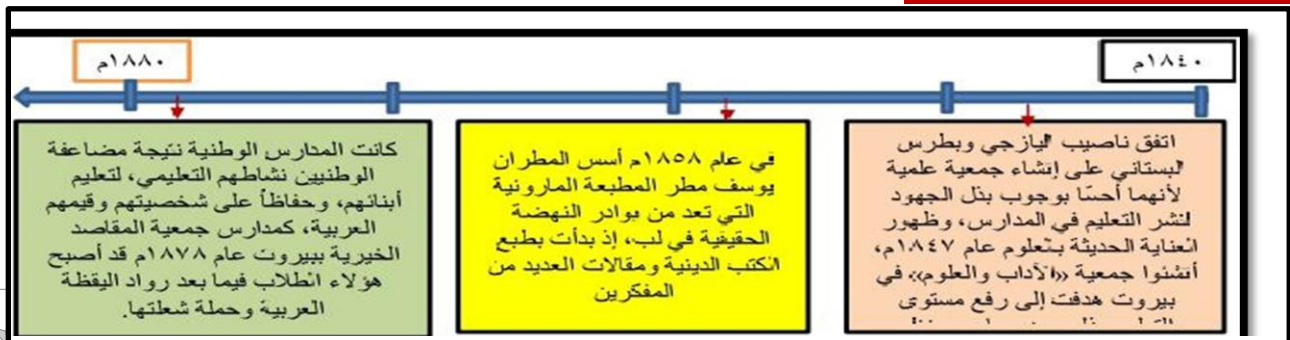 ١٨٤٠م
١٨٨٠م
اتفق ناصيب اليازجي وبطرس
البستاني على إنشاء جمعية علمية
لأنهما أحسّا بوجوب بذل الجهود
لنشر التعليم في المدارس، وظهور
العناية الحديثة بالعلوم عام ١٨٤٧م،
أنشئوا جمعية «الآداب والعلوم»، في
بيروت هدفت إلى رفع مستوى
في عام ١٨٥٨م أسس المطران
يوسف مطر المطبعة المارونية
التي تعد من بوادر النهضة
الحقيقية في لب، إذ بدأت بطبع
الكتب الدينية ومقالات العديد من
المفكرين
كانت المدارس الوطنية نتيجة مضاعفة
الوطنيين نشاطهم التعليمي، لتعليم
أبنائهم، وحفاظاً على شخصيتهم وقيمهم
العربية، كمدارس جمعية المقاصد
الخيرية ببيروت عام ١٨٧٨م قد أصبح
هؤلاء الطلاب فيما بعد رواد اليقظة
العربية وحملة شعلتها.